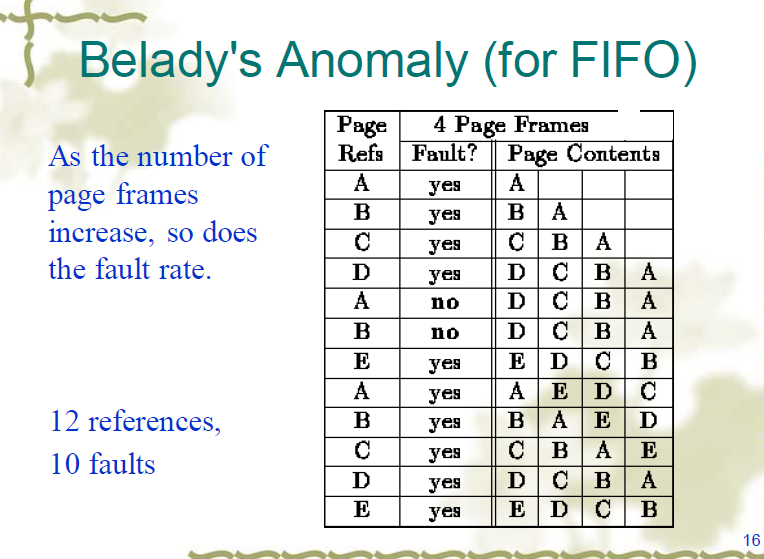 Belady's Anomaly (for FIFO)
As the number of
page frames
increase, so does
the fault rate.
12 references,
10 faults
Page 4 Page Frames
Refs Fault? Page Contents
A yes A
B yes B A
C yes C B A
D yes D C B A
A no D C B A
B no D C B A
E yes E D C B
A yes A E D C
B yes B A E D
C yes C B A E
D yes D C B A
E yes E D C B
16